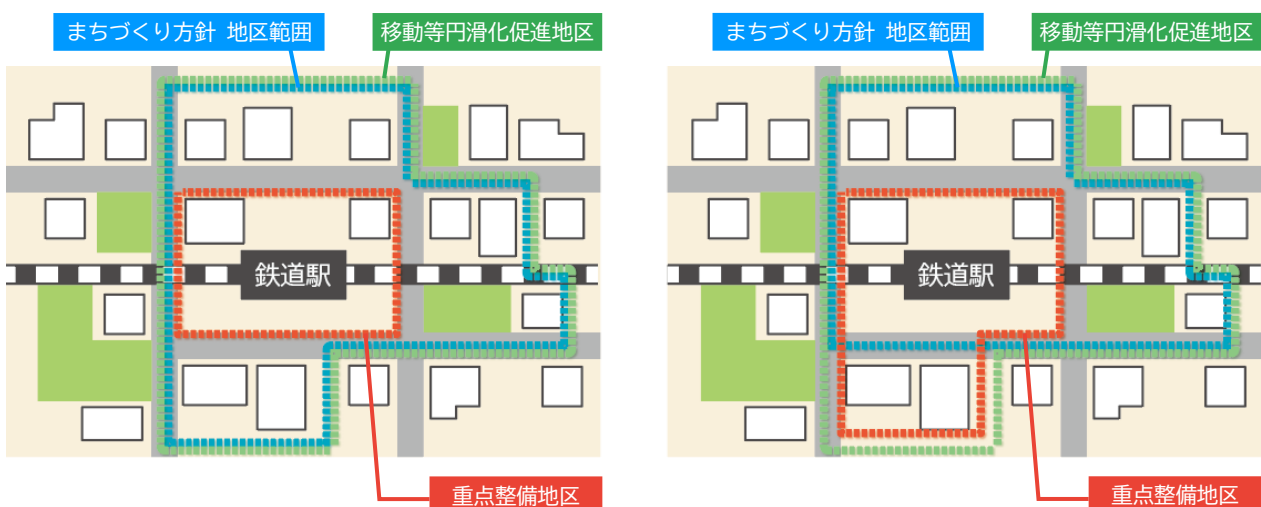 まちづくり方針 地区範囲
移動等円滑化促進地区
鉄道駅
重点整備地区
まちづくり方針 地区範囲
移動等円滑化促進地区
鉄道駅
重点整備地区